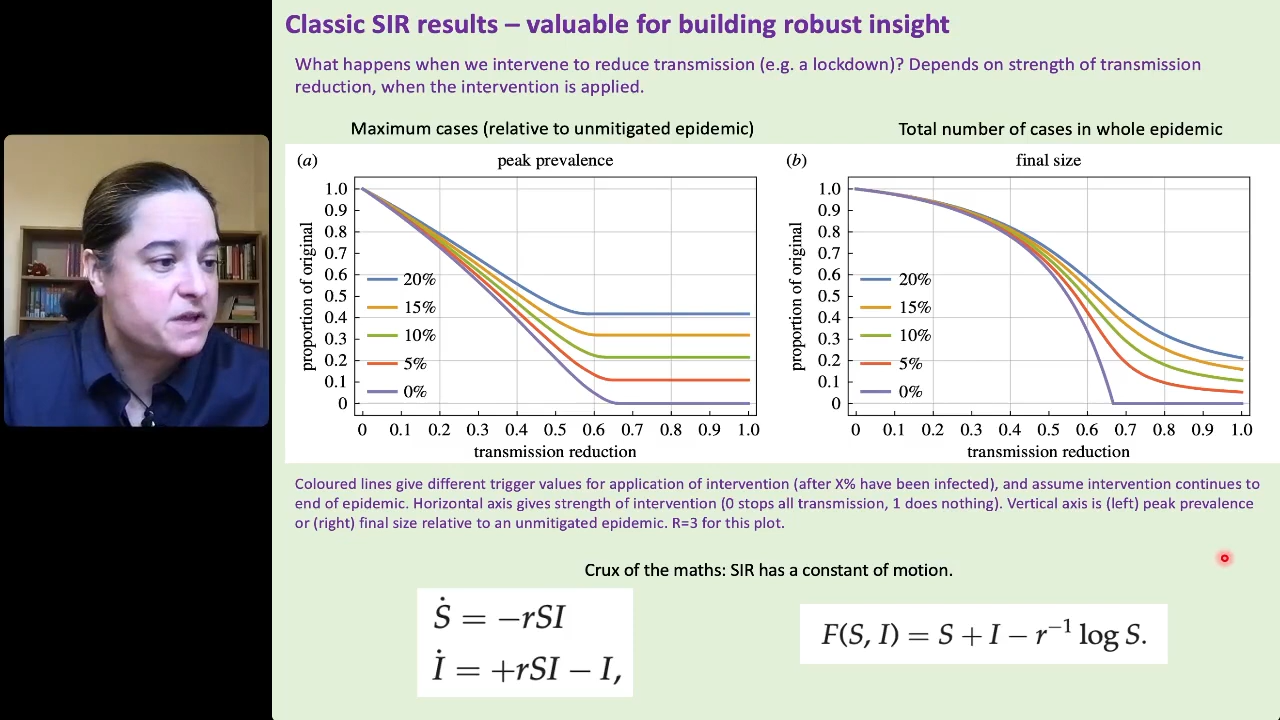 Classic SIR results – valuable for building robust insight
What happens when we intervene to reduce transmission (e.g. a lockdown)? Depends on strength of transmission
reduction, when the intervention is applied.
Maximum cases (relative to unmitigated epidemic)
(a)
peak prevalence
proportion of original
1.0
0.9
0.8
0.7
0.6
0.5
0.4
0.3
0.2
0.1
0
20%
15%
10%
5%
0%
0 0.1 0.2 0.3 0.4 0.5 0.6 0.7 0.8 0.9 1.0
transmission reduction
Total number of cases in whole epidemic
(b)
final size
proportion of original
1.0
0.9
0.8
0.7
0.6
0.5
0.4
0.3
0.2
0.1
0
20%
15%
10%
5%
0%
0 0.1 0.2 0.3 0.4 0.5 0.6 0.7 0.8 0.9 1.0
transmission reduction
Coloured lines give different trigger values for application of intervention (after X% have been infected), and assume intervention continues to
end of epidemic. Horizontal axis gives strength of intervention (0 stops all transmission, 1 does nothing). Vertical axis is (left) peak prevalence
or (right) final size relative to an unmitigated epidemic. R=3 for this plot.
Crux of the maths: SIR has a constant of motion.
Ṡ = −rSI
İ = +rSI − I,
F(S, I) = S + I − r⁻¹ log S.